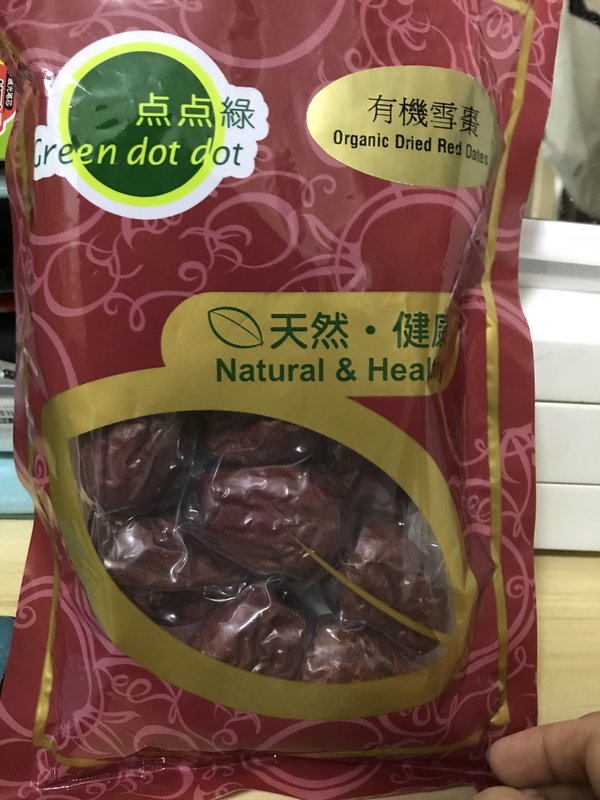 点点綠
Green dot dot
有機雪棗
Organic Dried Red Dates
天然·健康
Natural & Healthy